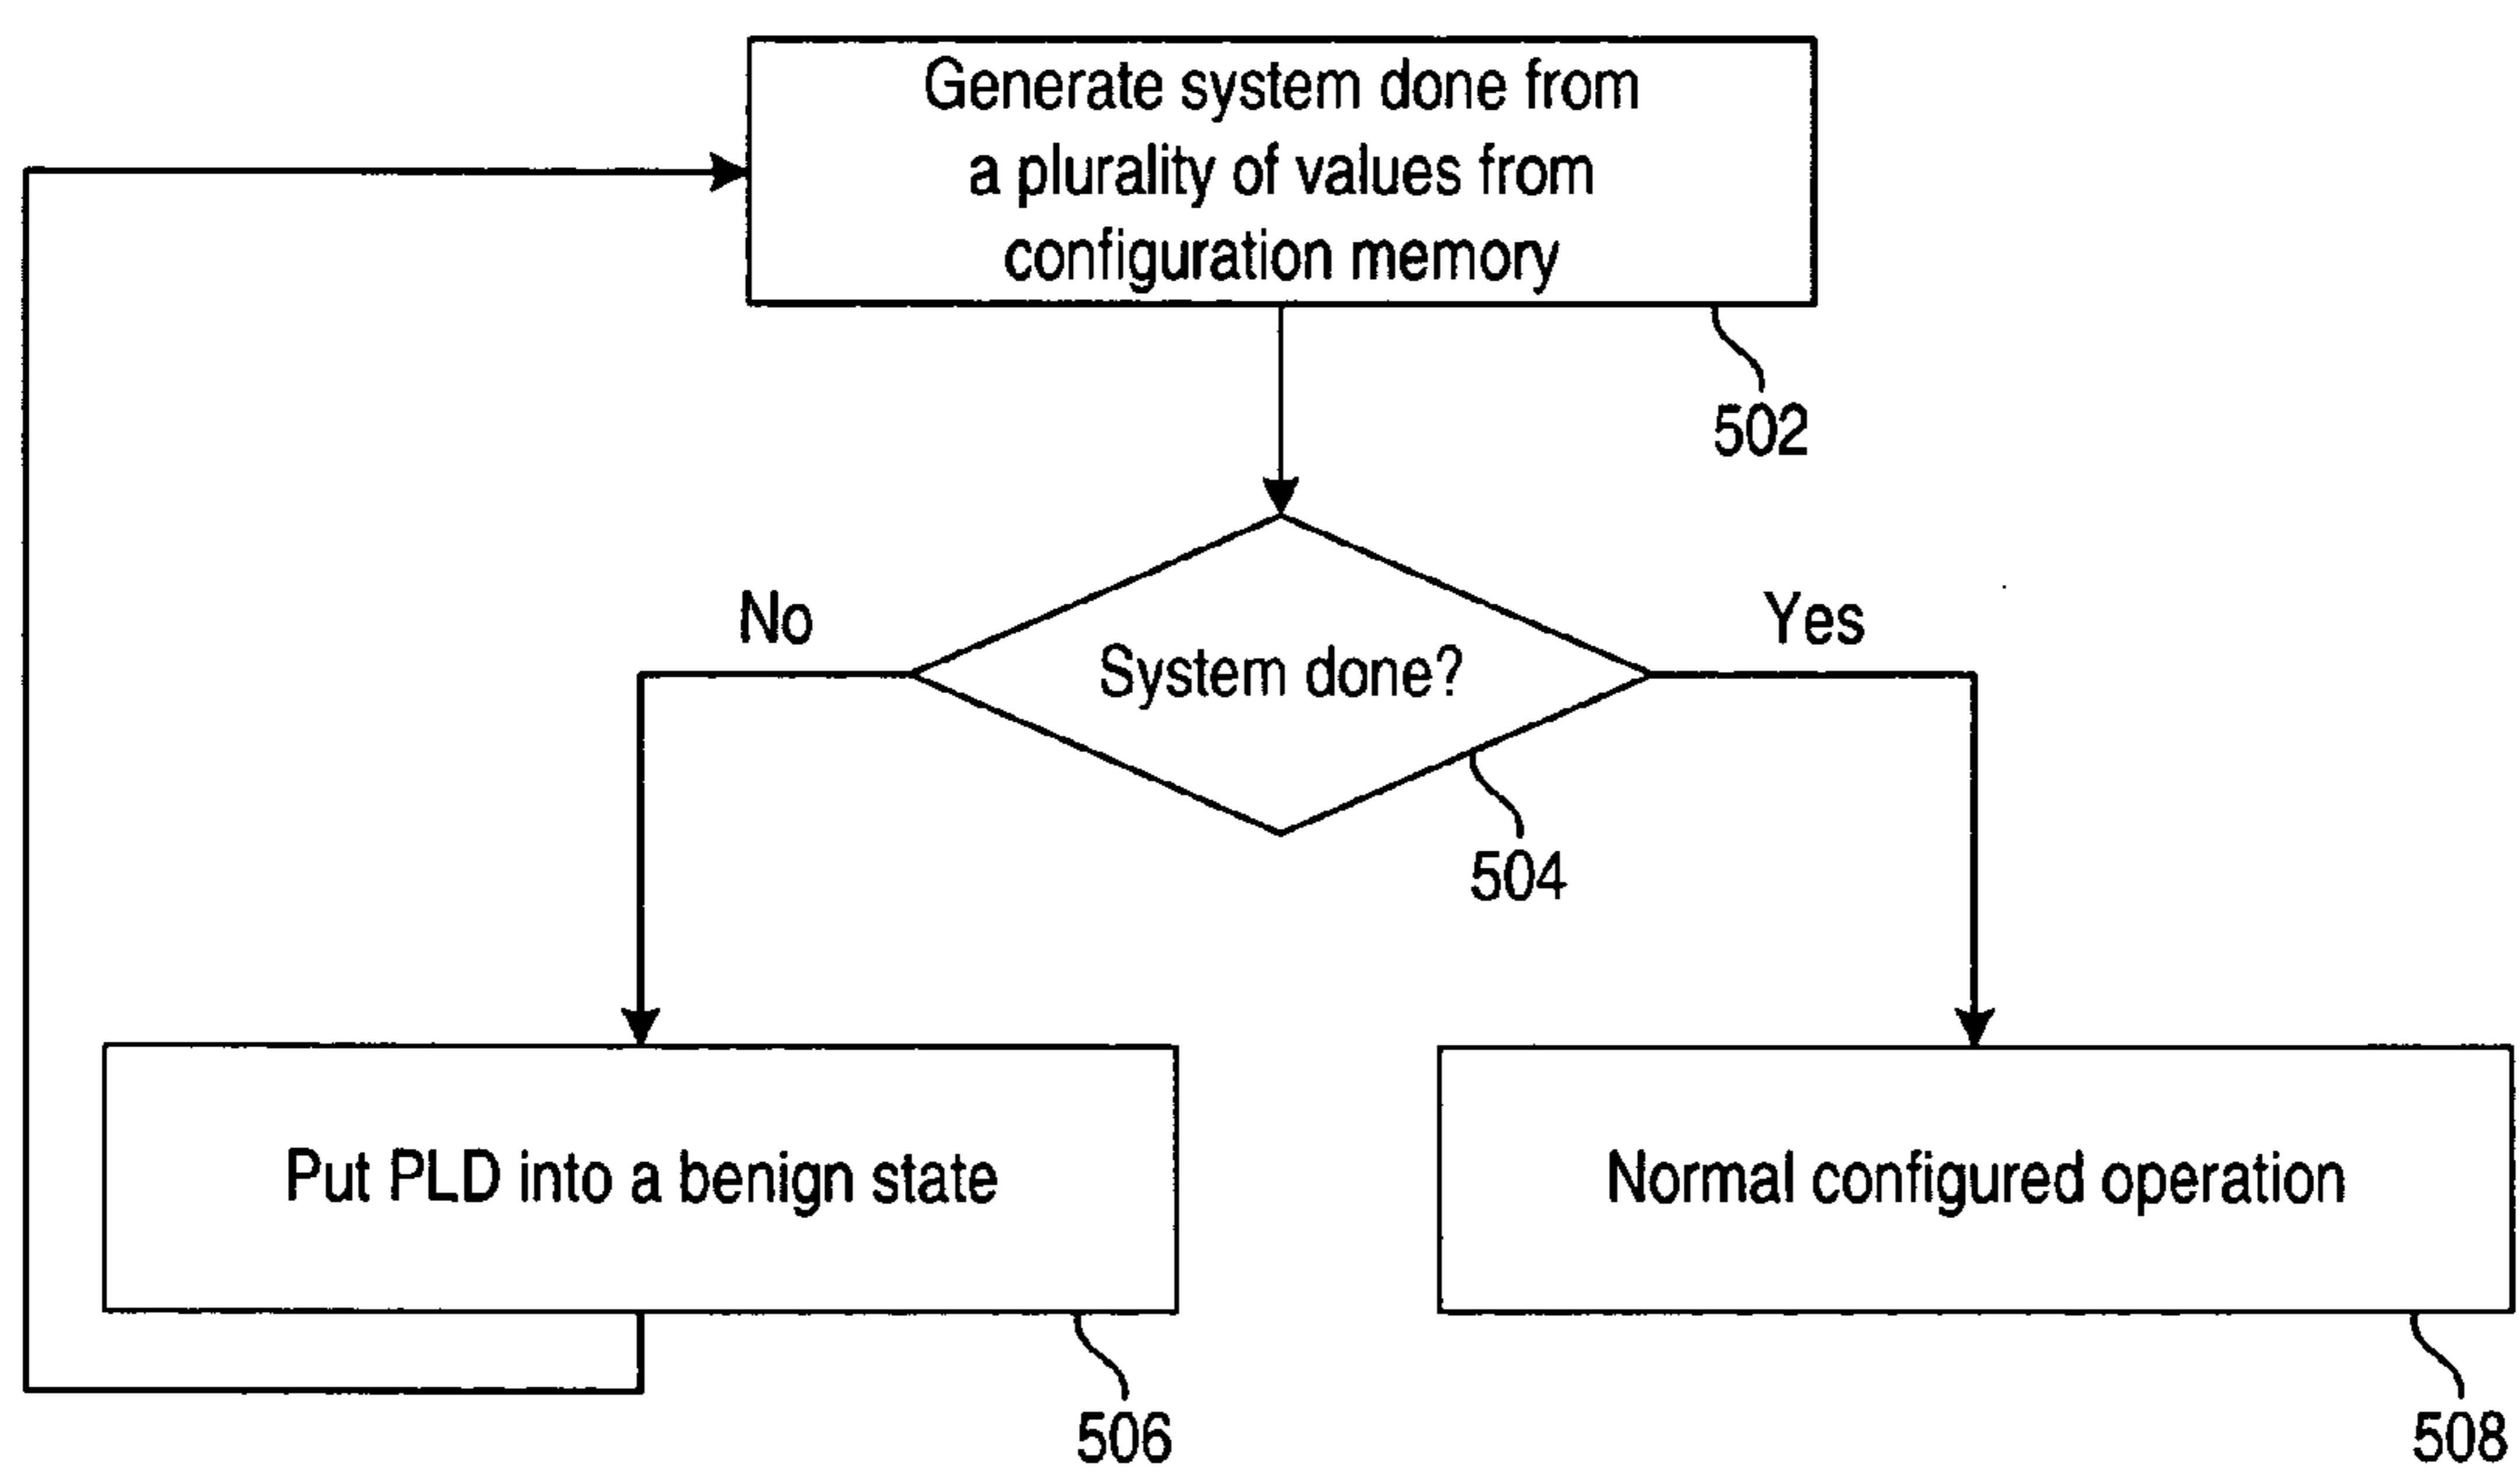 Generate system done from
a plurality of values from
configuration memory
502
No
Yes
System done?
504
Put PLD into a benign state
Normal configured operation
506
508